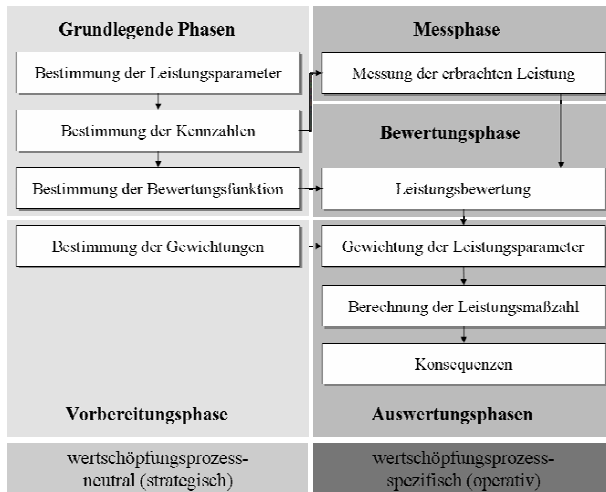 Grundlegende Phasen
Bestimmung der Leistungsparameter
Bestimmung der Kennzahlen
Bestimmung der Bewertungsfunktion
Bestimmung der Gewichtungen
Vorbereitungsphase
wertschöpfungsprozess-
neutral (strategisch)
Messphase
Messung der erbrachten Leistung
Bewertungsphase
Leistungsbewertung
Gewichtung der Leistungsparameter
Berechnung der Leistungsmaßzahl
Konsequenzen
Auswertungsphasen
wertschöpfungsprozess-
spezifisch (operativ)